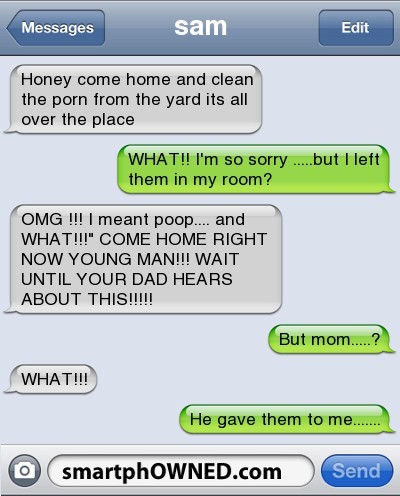 Messages sam Edit
Honey come home and clean
the porn from the yard its all
over the place
WHAT!! I'm so sorry .....but I left
them in my room?
OMG !!! I meant poop.... and
WHAT!!!" COME HOME RIGHT
NOW YOUNG MAN!!! WAIT
UNTIL YOUR DAD HEARS
ABOUT THIS!!!!!
But mom.....?
WHAT!!!
He gave them to me.......
smartphOWNED.com Send